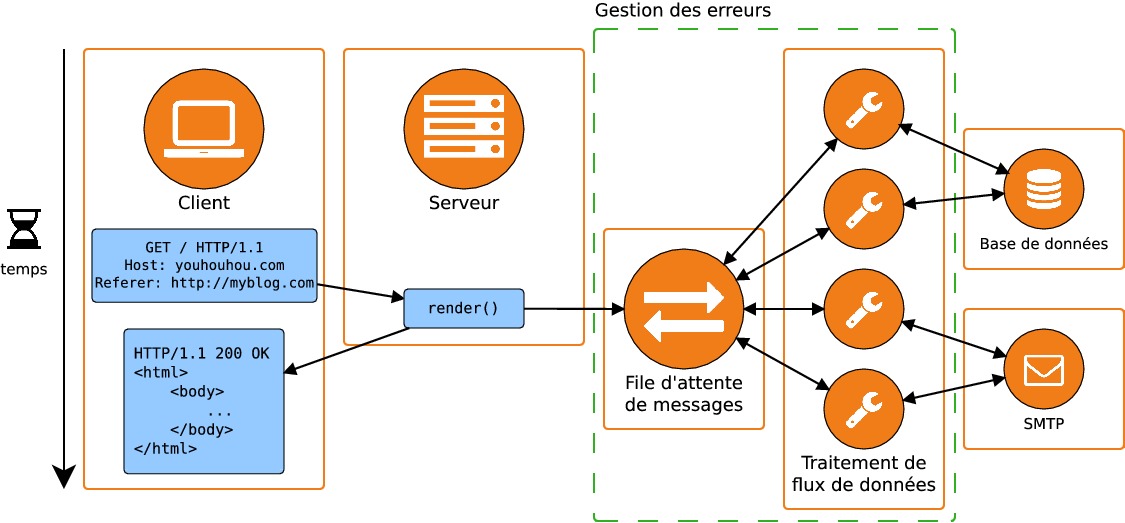 Gestion des erreurs
temps
Client
GET / HTTP/1.1
Host: youhouhou.com
Referer: http://myblog.com
HTTP/1.1 200 OK
<html>
<body>
...
</body>
</html>
Serveur
render()
File d'attente
de messages
Traitement de
flux de données
Base de données
SMTP